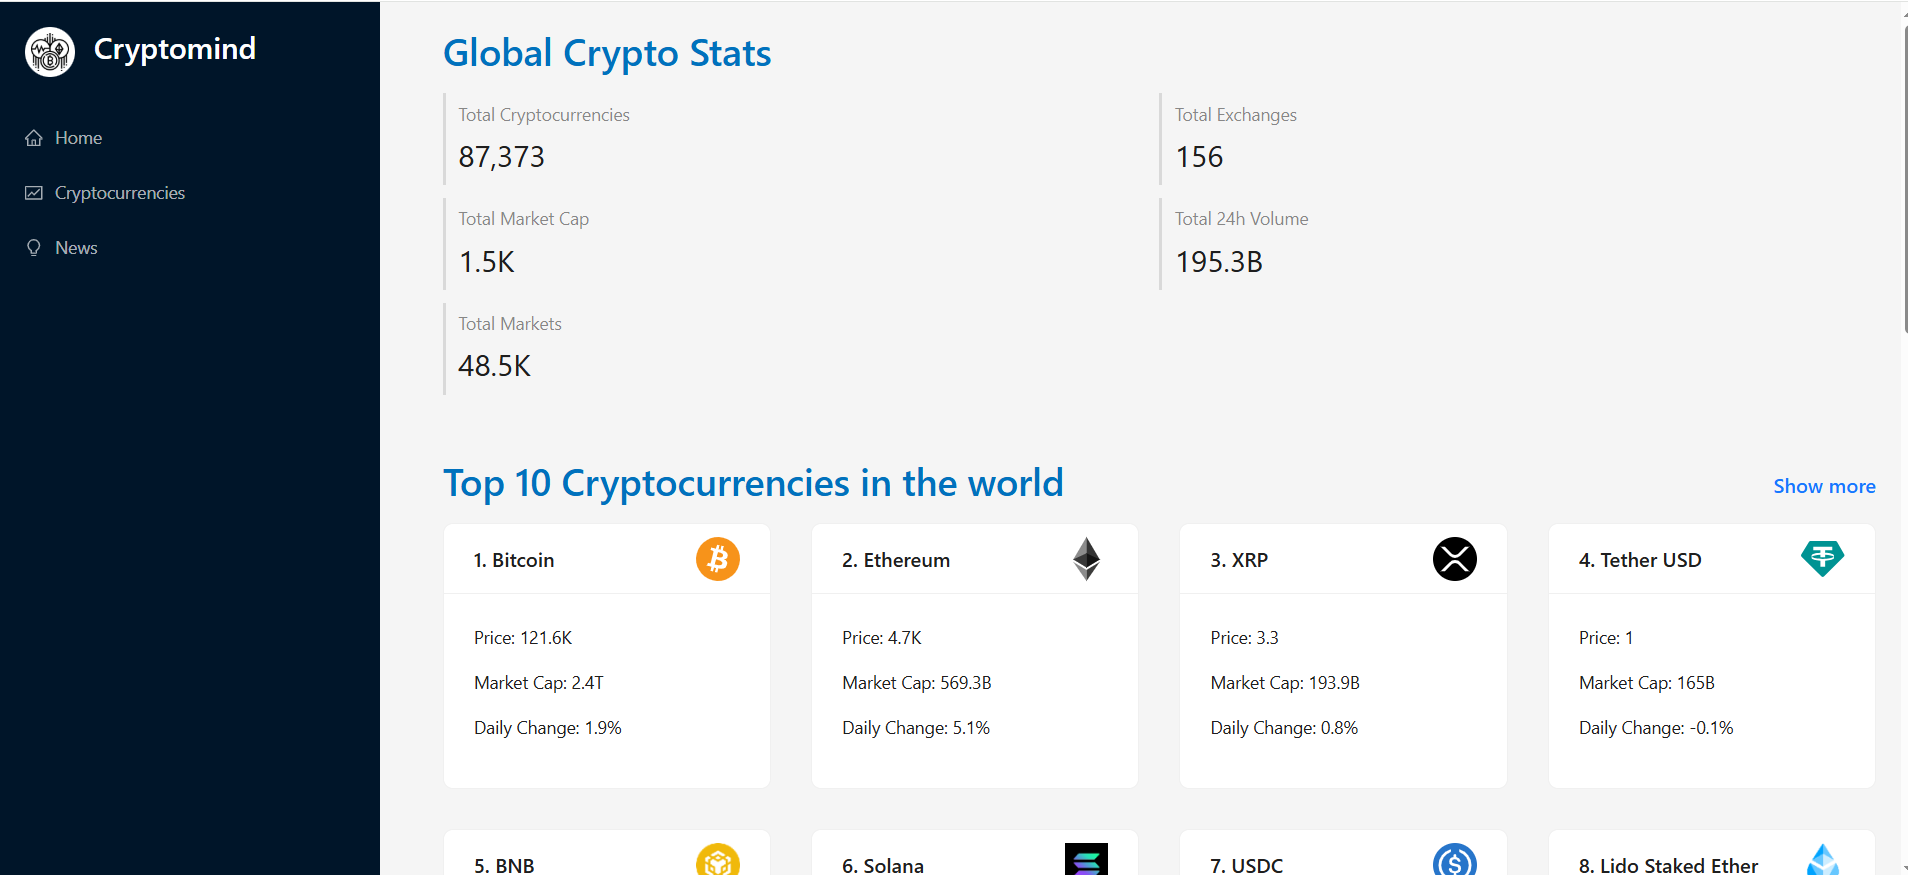 Cryptomind
Home
Cryptocurrencies
News
Global Crypto Stats
Total Cryptocurrencies
87,373
Total Exchanges
156
Total Market Cap
1.5K
Total 24h Volume
195.3B
Total Markets
48.5K
Top 10 Cryptocurrencies in the world
Show more
1. Bitcoin
Price: 121.6K
Market Cap: 2.4T
Daily Change: 1.9%
2. Ethereum
Price: 4.7K
Market Cap: 569.3B
Daily Change: 5.1%
3. XRP
Price: 3.3
Market Cap: 193.9B
Daily Change: 0.8%
4. Tether USD
Price: 1
Market Cap: 165B
Daily Change: -0.1%
5. BNB
6. Solana
7. USDC
8. Lido Staked Ether